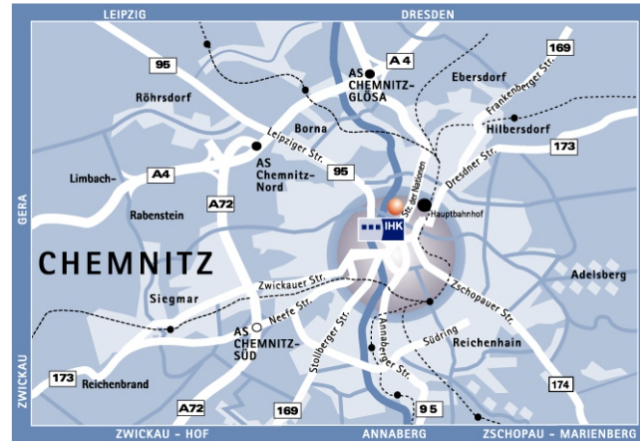 LEIPZIG
DRESDEN
169
A 4
95
AS
CHEMNITZ-
GLÖSA
Ebersdorf
Frankenberger Str.
Röhrsdorf
Borna
Leipziger Str.
Hilbersdorf
173
Dresdner Str.
Str. der Nationen
Limbach-
A4
AS
Chemnitz-
Nord
95
GERA
Rabenstein
A72
Hauptbahnhof
IHK
CHEMNITZ
Adelsberg
Zwickauer Str.
Siegmar
Neefe Str.
Zschopauer Str.
AS
CHEMNITZ-
SÜD
Stollberger Str.
Annaberger Str.
Südring
Reichenhain
ZWICKAU
173
Reichenbrand
174
A72
169
95
ZWICKAU - HOF
ANNABERG
ZSCHOPAU - MARIENBERG